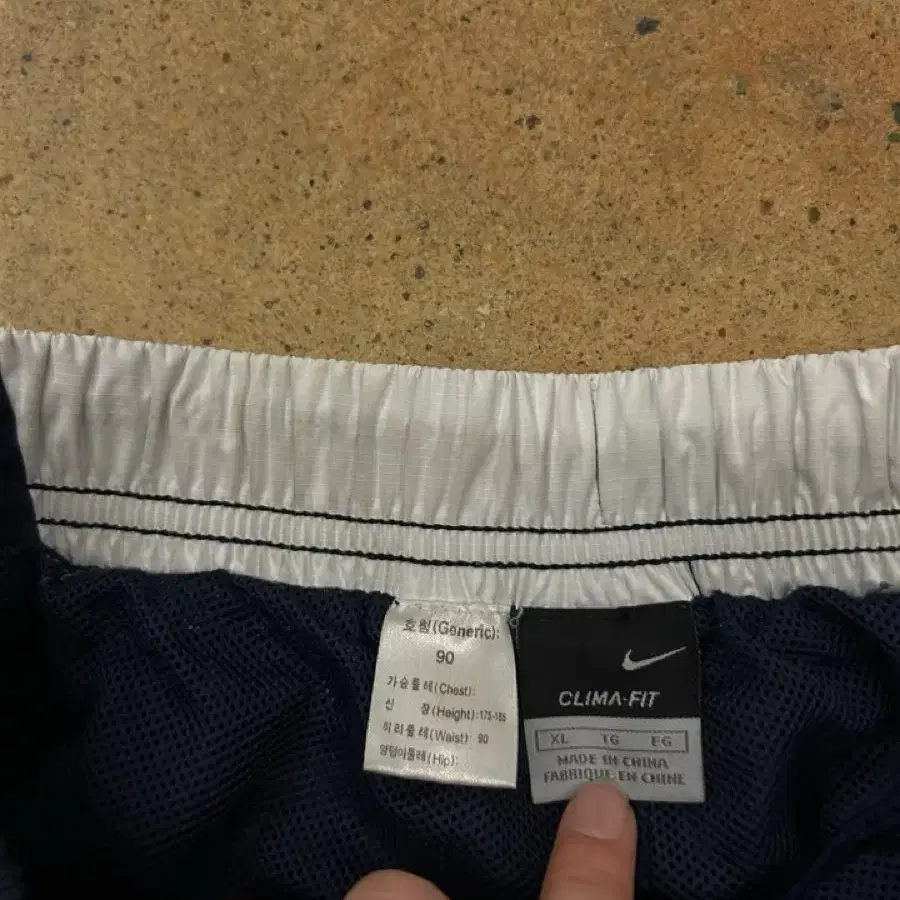 호칭(Generic):
90
가슴둘레(Chest):
신 장(Height):175-185
허리둘레(Waist): 90
엉덩이둘레(Hip):
CLIMA-FIT
XL TG EG
MADE IN CHINA
FABRIQUE EN CHINE